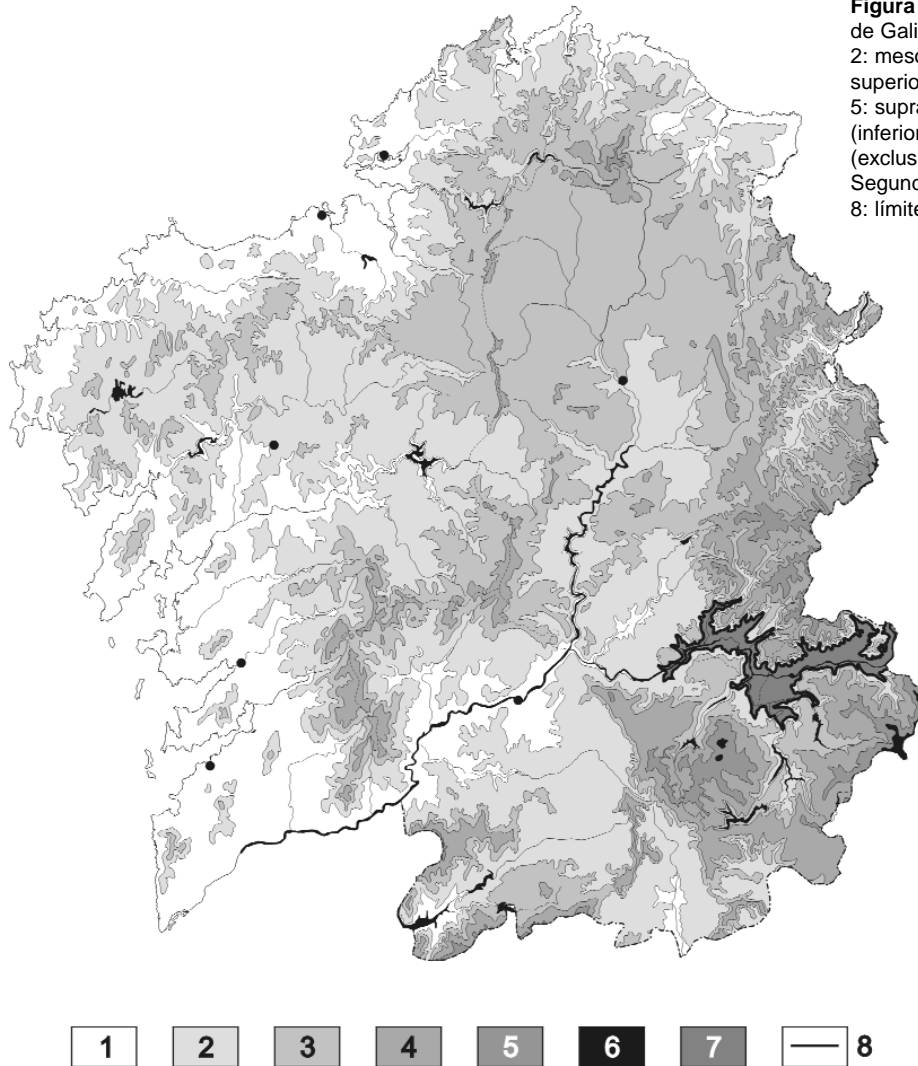 Figura
de Gali
2: meso
superio
5: supra
(inferior
(exclus
Segundo
8: límite
1 2 3 4 5 6 7 8